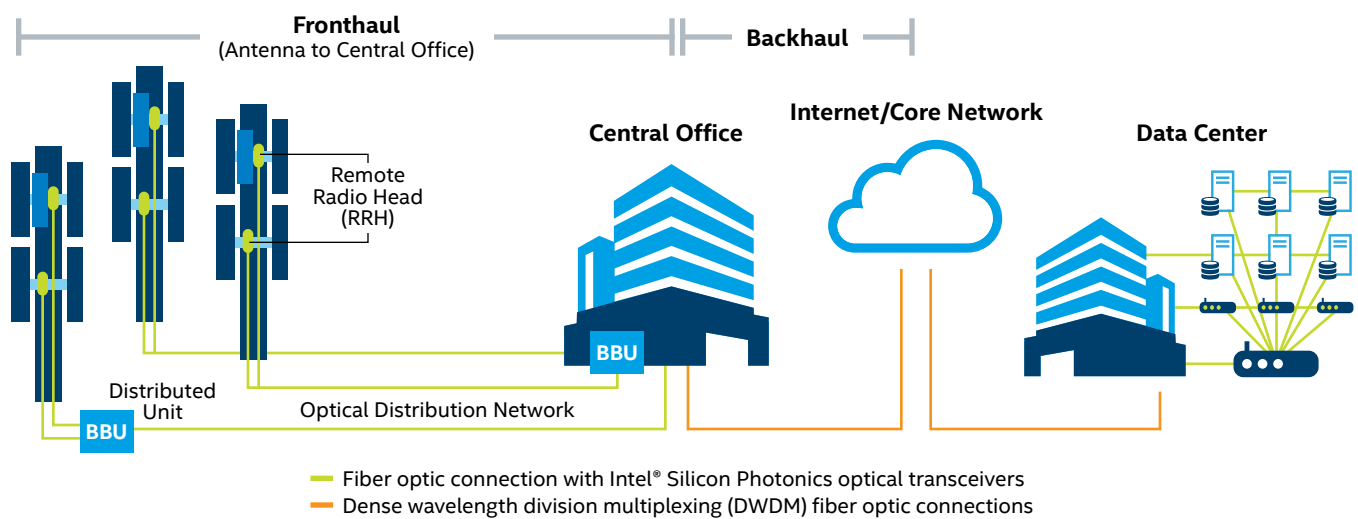 Fronthaul
(Antenna to Central Office)
Backhaul
Internet/Core Network
Central Office
Data Center
Remote
Radio Head
(RRH)
BBU
Distributed
Unit
Optical Distribution Network
BBU
Fiber optic connection with Intel® Silicon Photonics optical transceivers
Dense wavelength division multiplexing (DWDM) fiber optic connections